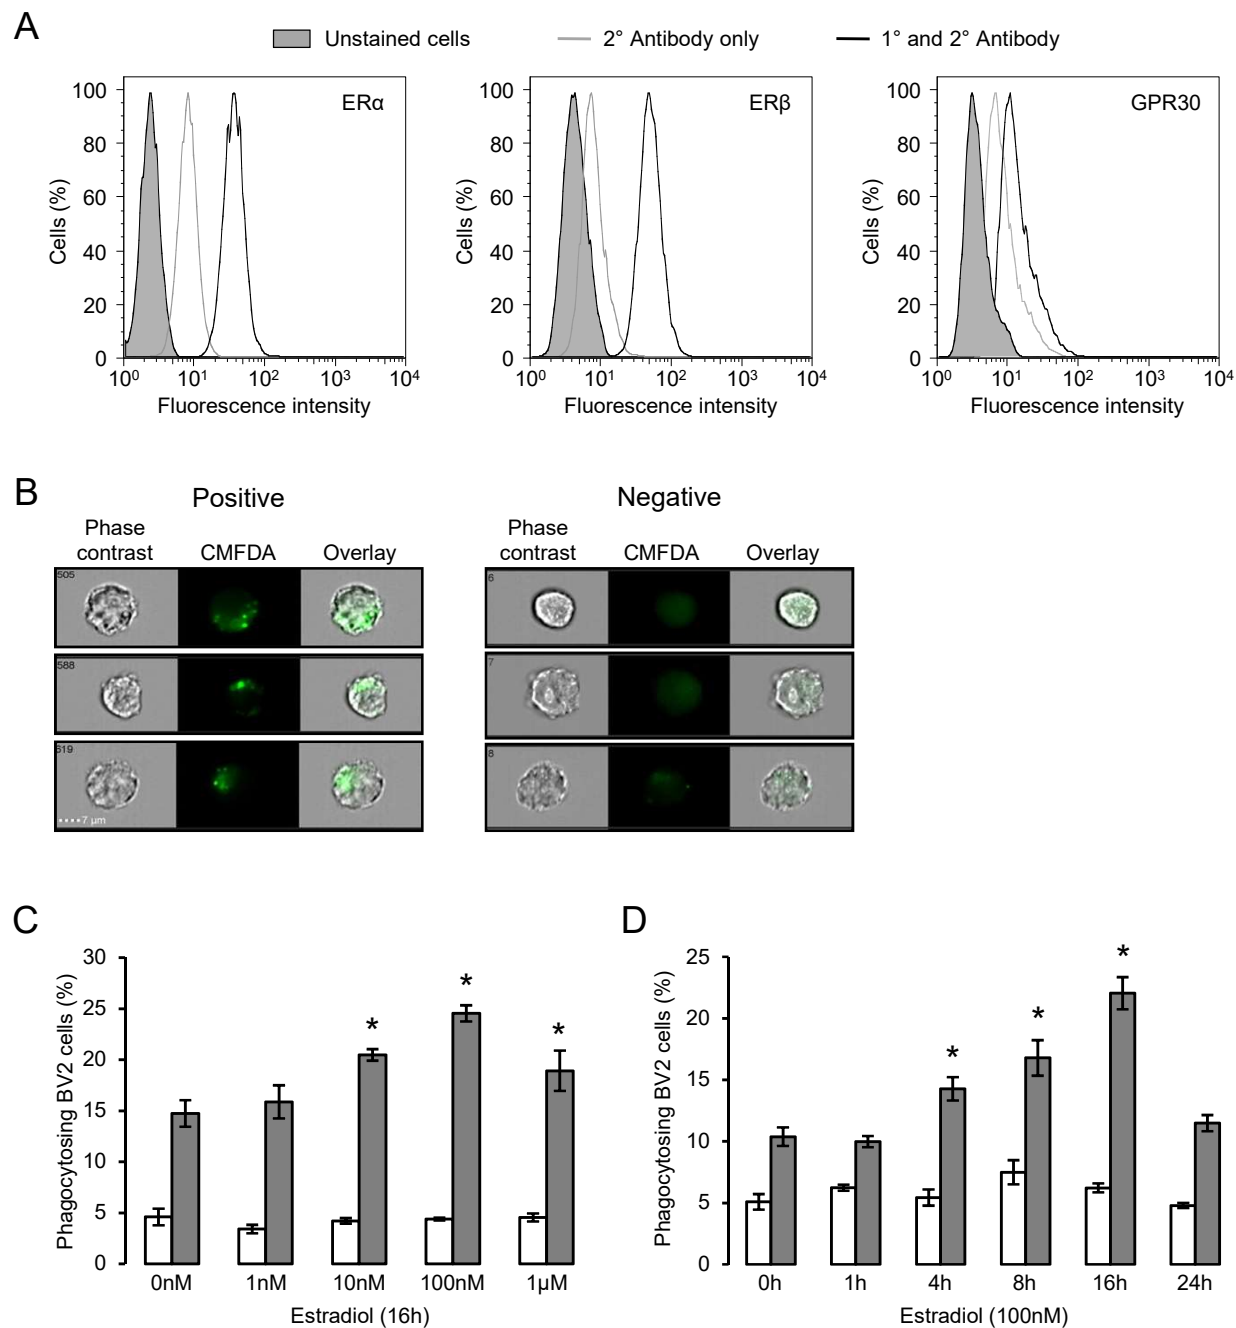 A
Unstained cells
2° Antibody only
1° and 2° Antibody
ERα
100
80
60
40
20
0
Cells (%)
10⁰ 10¹ 10² 10³ 10⁴
Fluorescence intensity
ERβ
100
80
60
40
20
0
Cells (%)
10⁰ 10¹ 10² 10³ 10⁴
Fluorescence intensity
GPR30
100
80
60
40
20
0
Cells (%)
10⁰ 10¹ 10² 10³ 10⁴
Fluorescence intensity
B
Positive
Phase
contrast
CMFDA
Overlay
505
588
619
7 µm
Negative
Phase
contrast
CMFDA
Overlay
6
7
8
C
Phagocytosing BV2 cells (%)
30
25
20
15
10
5
0
*
*
*
0nM 1nM 10nM 100nM 1µM
Estradiol (16h)
D
Phagocytosing BV2 cells (%)
25
20
15
10
5
0
*
*
*
0h 1h 4h 8h 16h 24h
Estradiol (100nM)